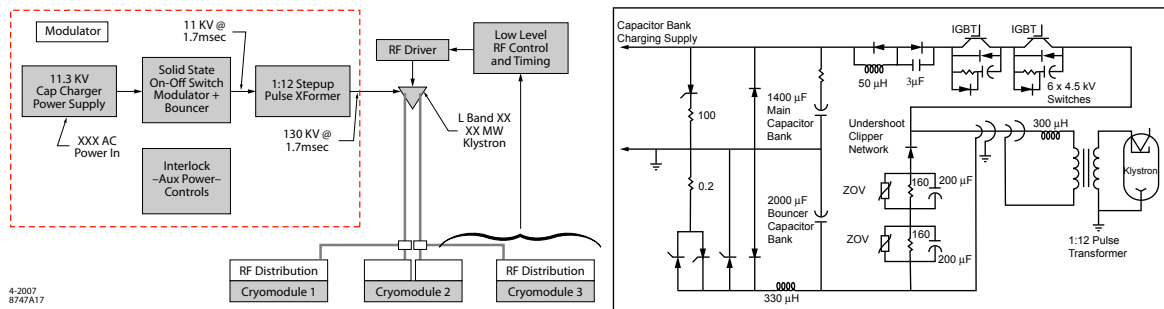 Modulator
11 KV @
1.7msec
RF Driver
Low Level
RF Control
and Timing
11.3 KV
Cap Charger
Power Supply
Solid State
On-Off Switch
Modulator +
Bouncer
1:12 Stepup
Pulse XFormer
XXX AC
Power In
130 KV @
1.7msec
L Band XX
XX MW
Klystron
Interlock
–Aux Power–
Controls
RF Distribution
Cryomodule 1
Cryomodule 2
RF Distribution
Cryomodule 3
4-2007
8747A17
Capacitor Bank
Charging Supply
IGBT
IGBT
50 μH
3μF
6 x 4.5 kV
Switches
100
1400 μF
Main
Capacitor
Bank
Undershoot
Clipper
Network
300 μH
Klystron
0.2
ZOV
160
200 μF
2000 μF
Bouncer
Capacitor
Bank
ZOV
160
200 μF
1:12 Pulse
Transformer
330 μH